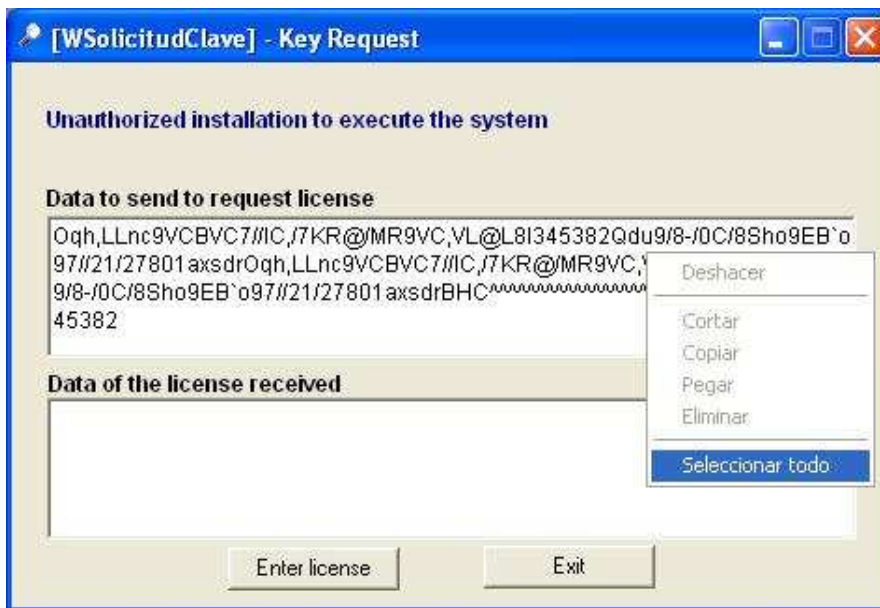 [WSolicitudClave] - Key Request
Unauthorized installation to execute the system
Data to send to request license
Oqh,LLnc9VCBVC7//IC,/7KR@/MR9VC,VL@L8I345382Qdu9/8-/0C/8Sho9EB`o
97//21/27801axsdrOqh,LLnc9VCBVC7//IC,/7KR@/MR9VC,
9/8-/0C/8Sho9EB`o97//21/27801axsdrBHC
45382
Deshacer
Cortar
Copiar
Pegar
Eliminar
Seleccionar todo
Data of the license received
Enter license
Exit